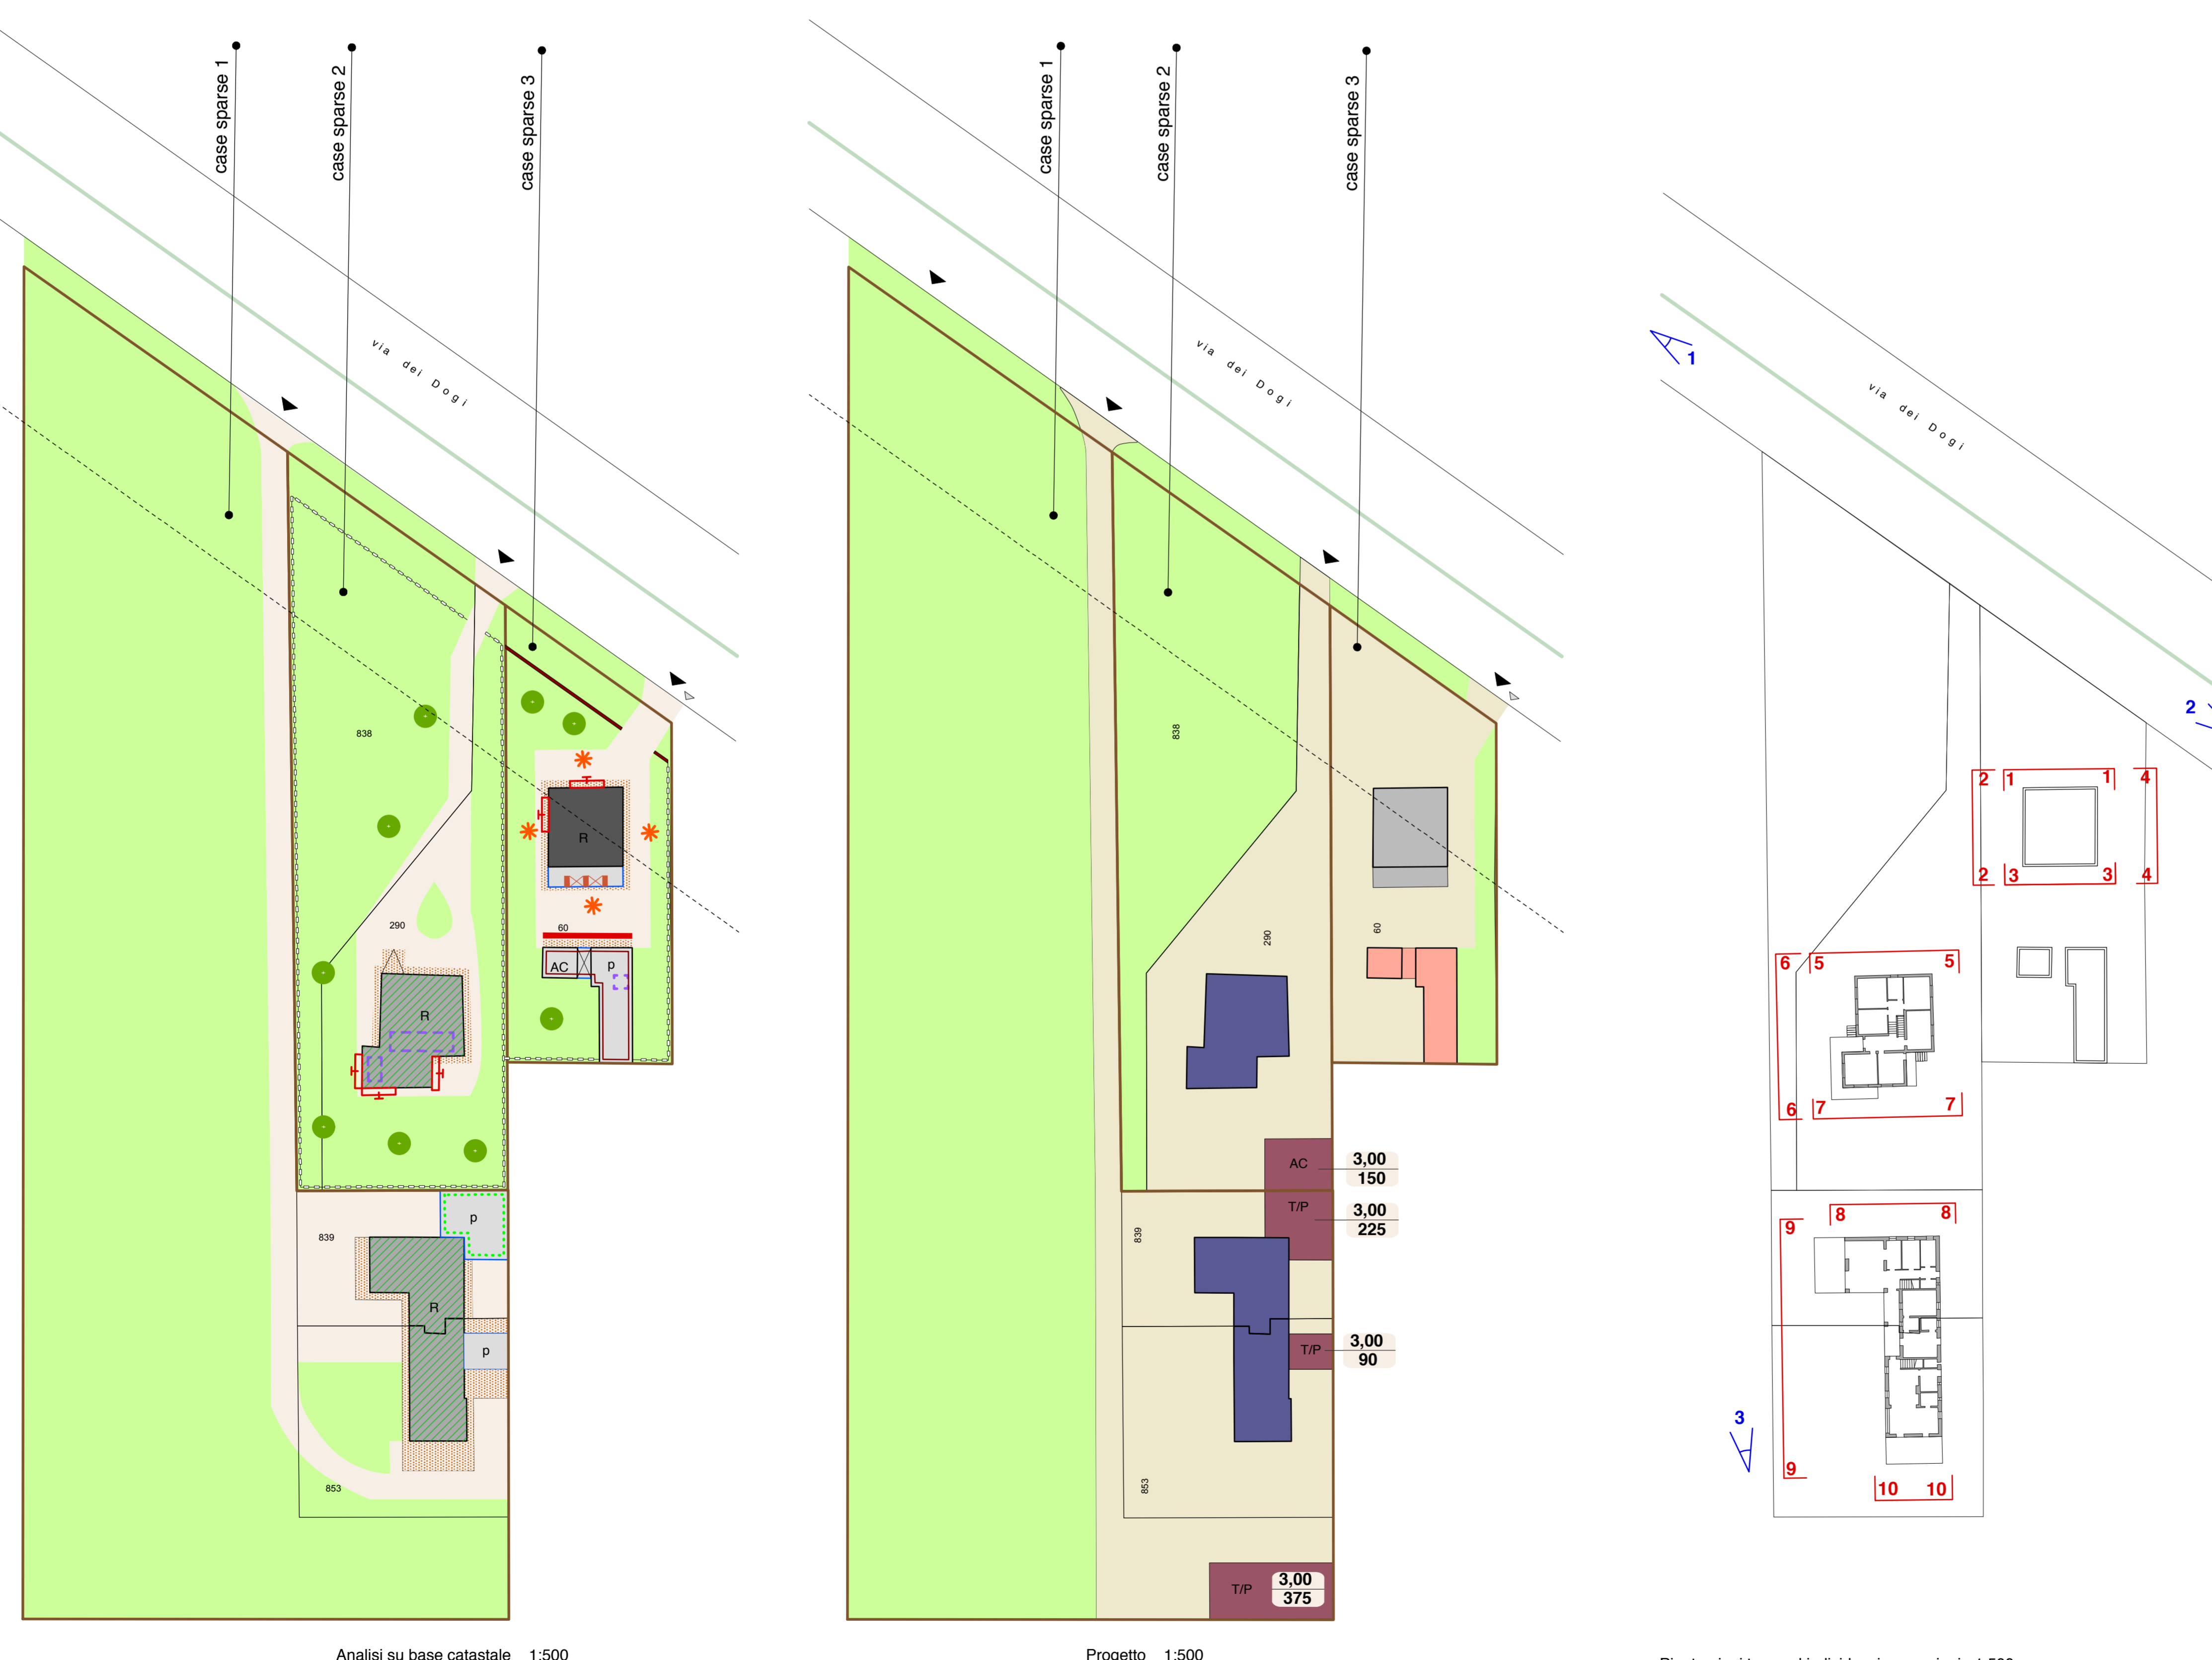 case sparse 1
case sparse 2
case sparse 3
via dei Dogi
838
R
290
60
AC
p
R
p
839
R
p
853
Analisi su base catastale 1:500
case sparse 1
case sparse 2
case sparse 3
via dei Dogi
838
290
60
AC
3,00
150
T/P
3,00
225
839
T/P
3,00
90
853
T/P
3,00
375
Progetto 1:500
1
via dei Dogi
2
2 1 1 4
2 3 3 4
6 5 5
6 7 7
8 8
9
3
9
10 10
1:500